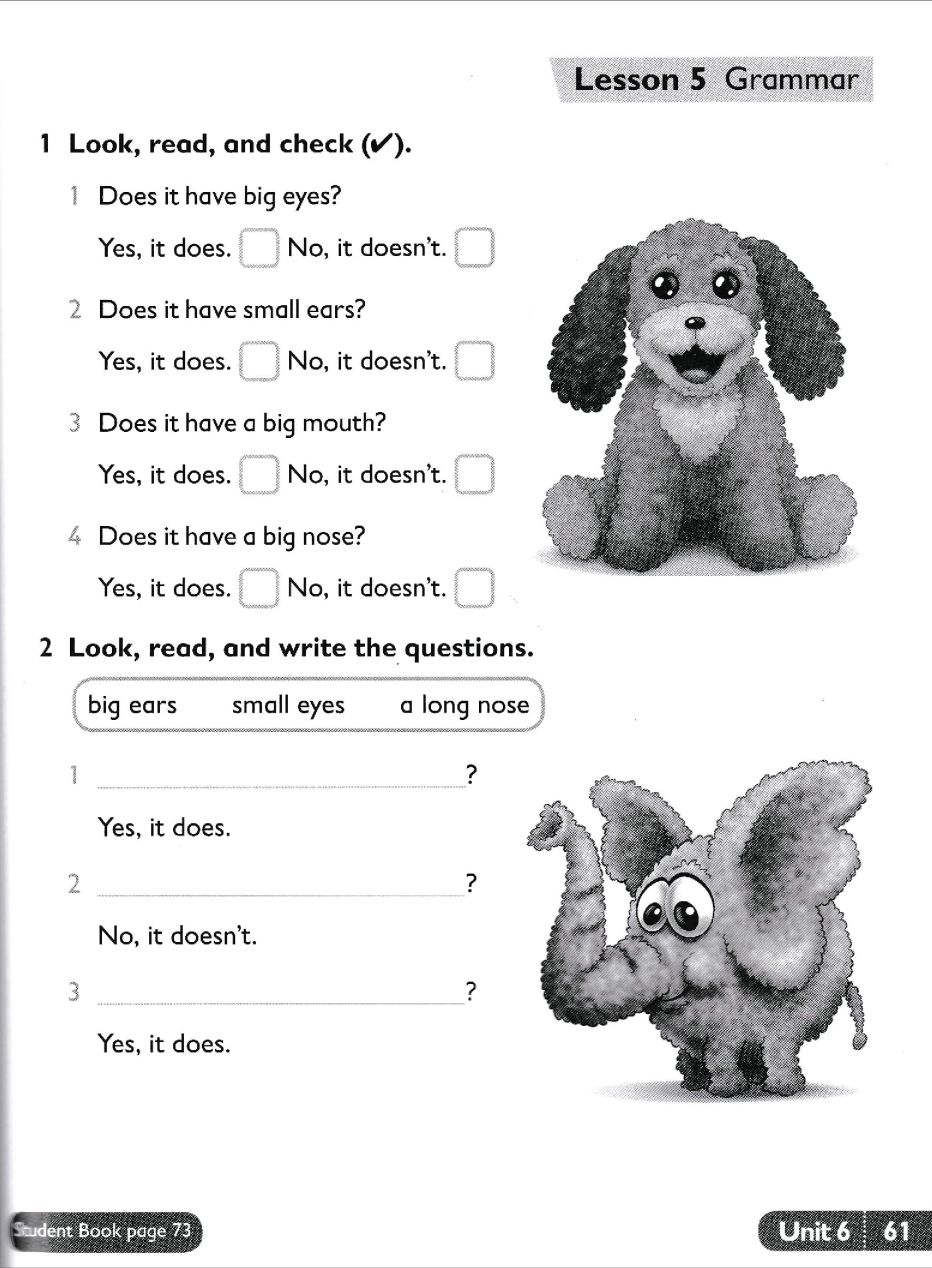 Lesson 5 Grammar
1 Look, read, and check (✔).
1 Does it have big eyes?
Yes, it does. No, it doesn't.
2 Does it have small ears?
Yes, it does. No, it doesn't.
3 Does it have a big mouth?
Yes, it does. No, it doesn't.
4 Does it have a big nose?
Yes, it does. No, it doesn't.
2 Look, read, and write the questions.
big ears small eyes a long nose
1 ?
Yes, it does.
2 ?
No, it doesn't.
3 ?
Yes, it does.
Student Book page 73
Unit 6 61